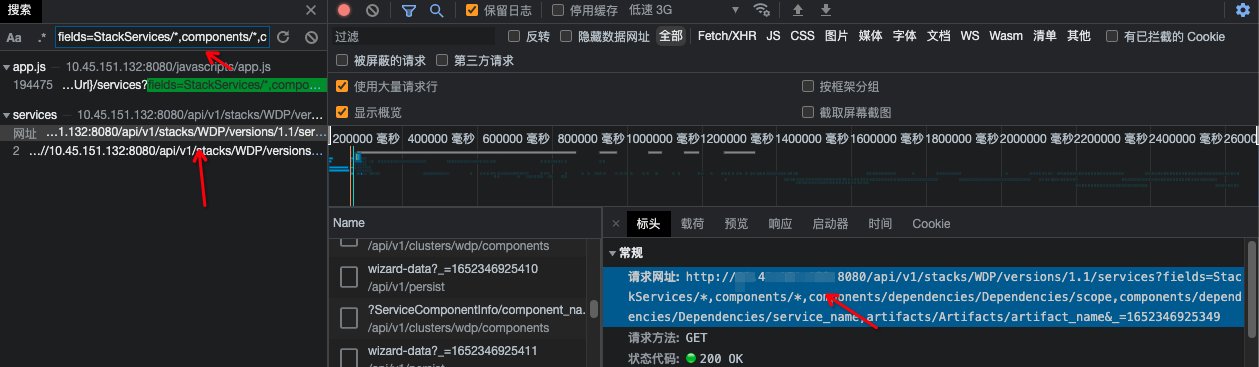 搜索
Aa .* fields=StackServices/*,components/*,c
app.js — 10.45.151.132:8080/javascripts/app.js
194475 …Url}/services?fields=StackServices/*,compo…
services — 10.45.151.132:8080/api/v1/stacks/WDP/ver…
网址 …1.132:8080/api/v1/stacks/WDP/versions/1.1/ser…
2 …//10.45.151.132:8080/api/v1/stacks/WDP/versions…
保留日志 停用缓存 低速 3G
过滤 反转 隐藏数据网址 全部 Fetch/XHR JS CSS 图片 媒体 字体 文档 WS Wasm 清单 其他 有已拦截的 Cookie
被屏蔽的请求 第三方请求
使用大量请求行 按框架分组
显示概览 截取屏幕截图
200000 毫秒 400000 毫秒 600000 毫秒 800000 毫秒 1000000 毫秒 1200000 毫秒 1400000 毫秒 1600000 毫秒 1800000 毫秒 2000000 毫秒 2200000 毫秒 2400000 毫秒 26000
Name
/api/v1/clusters/wdp/components
wizard-data?_=1652346925410
/api/v1/persist
?ServiceComponentInfo/component_na…
/api/v1/clusters/wdp/components
wizard-data?_=1652346925411
/api/v1/persist
标头 载荷 预览 响应 启动器 时间 Cookie
常规
请求网址: http://4 8080/api/v1/stacks/WDP/versions/1.1/services?fields=Stac
kServices/*,components/*,components/dependencies/Dependencies/scope,components/depend
encies/Dependencies/service_name,artifacts/Artifacts/artifact_name&_=1652346925349
请求方法: GET
状态代码: 200 OK